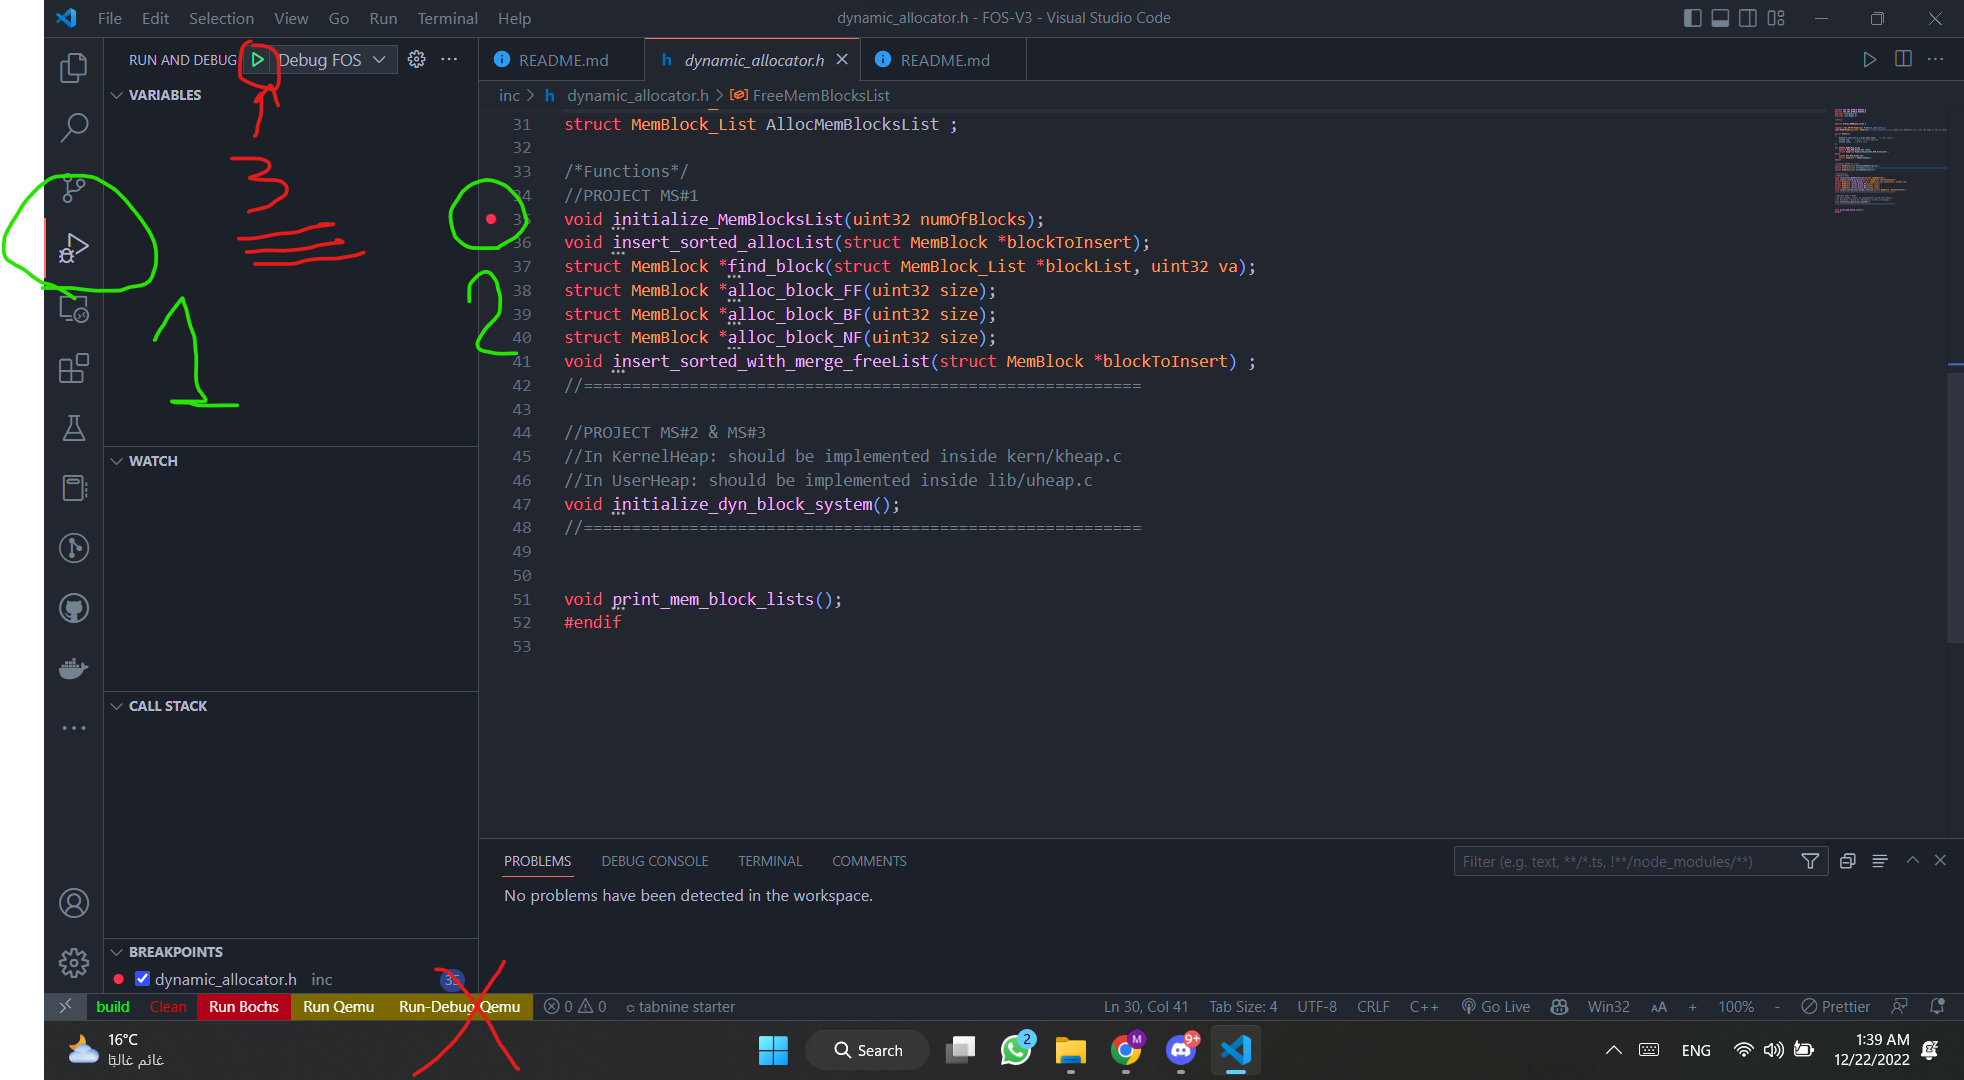 File Edit Selection View Go Run Terminal Help
dynamic_allocator.h - FOS-V3 - Visual Studio Code
RUN AND DEBUG Debug FOS
README.md
dynamic_allocator.h
README.md
VARIABLES
inc > h dynamic_allocator.h > FreeMemBlocksList
31 struct MemBlock_List AllocMemBlocksList ;
32
33 /*Functions*/
34 //PROJECT MS#1
35 void initialize_MemBlocksList(uint32 numOfBlocks);
36 void insert_sorted_allocList(struct MemBlock *blockToInsert);
37 struct MemBlock *find_block(struct MemBlock_List *blockList, uint32 va);
38 struct MemBlock *alloc_block_FF(uint32 size);
39 struct MemBlock *alloc_block_BF(uint32 size);
40 struct MemBlock *alloc_block_NF(uint32 size);
41 void insert_sorted_with_merge_freeList(struct MemBlock *blockToInsert) ;
42 //==========================================================
43
44 //PROJECT MS#2 & MS#3
45 //In KernelHeap: should be implemented inside kern/kheap.c
46 //In UserHeap: should be implemented inside lib/uheap.c
47 void initialize_dyn_block_system();
48 //==========================================================
49
50
51 void print_mem_block_lists();
52 #endif
53
3
1
2
WATCH
CALL STACK
PROBLEMS DEBUG CONSOLE TERMINAL COMMENTS
Filter (e.g. text, **/*.ts, !**/node_modules/**)
No problems have been detected in the workspace.
BREAKPOINTS
dynamic_allocator.h inc 35
build Clean Run Bochs Run Qemu Run-Debug Qemu 0 0 tabnine starter
Ln 30, Col 41 Tab Size: 4 UTF-8 CRLF C++ Go Live Win32 AA + 100% - Prettier
16°C
غائم غالبًا
Search
2
M
9+
ENG
1:39 AM
12/22/2022